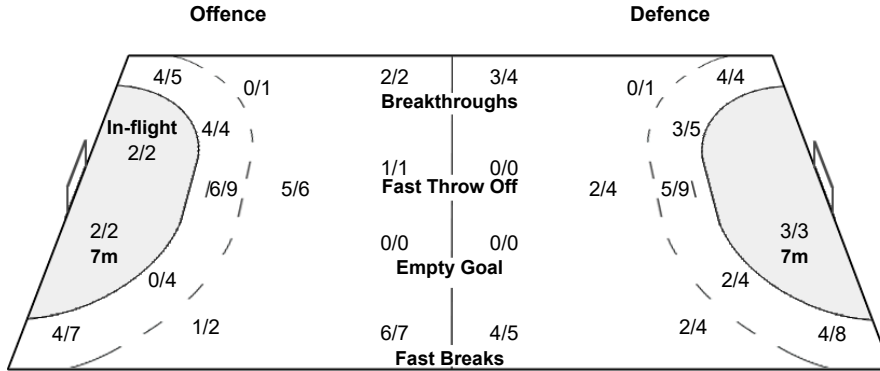 Offence Defence
4/5 0/1 2/2 3/4 0/1 4/4
Breakthroughs
In-flight 4/4 3/5
2/2
1/1 0/0
6/9 5/6 Fast Throw Off 2/4 5/9
2/2 0/0 0/0 3/3
7m Empty Goal 7m
0/4 2/4
4/7 1/2 6/7 4/5 2/4 4/8
Fast Breaks